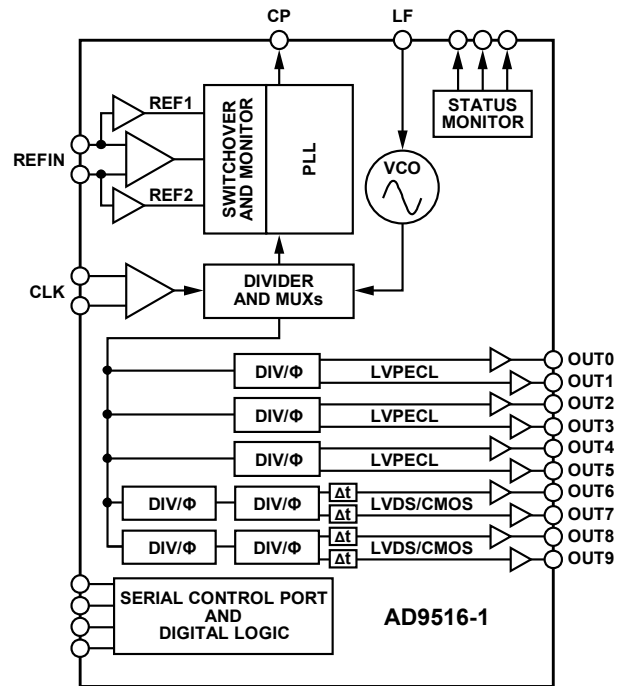 CP
LF
REF1
REFIN
REF2
SWITCHOVER
AND MONITOR
PLL
VCO
STATUS
MONITOR
CLK
DIVIDER
AND MUXs
DIV/Φ
LVPECL
OUT0
OUT1
DIV/Φ
LVPECL
OUT2
OUT3
DIV/Φ
LVPECL
OUT4
OUT5
DIV/Φ
DIV/Φ
Δt
Δt
LVDS/CMOS
OUT6
OUT7
DIV/Φ
DIV/Φ
Δt
Δt
LVDS/CMOS
OUT8
OUT9
SERIAL CONTROL PORT
AND
DIGITAL LOGIC
AD9516-1